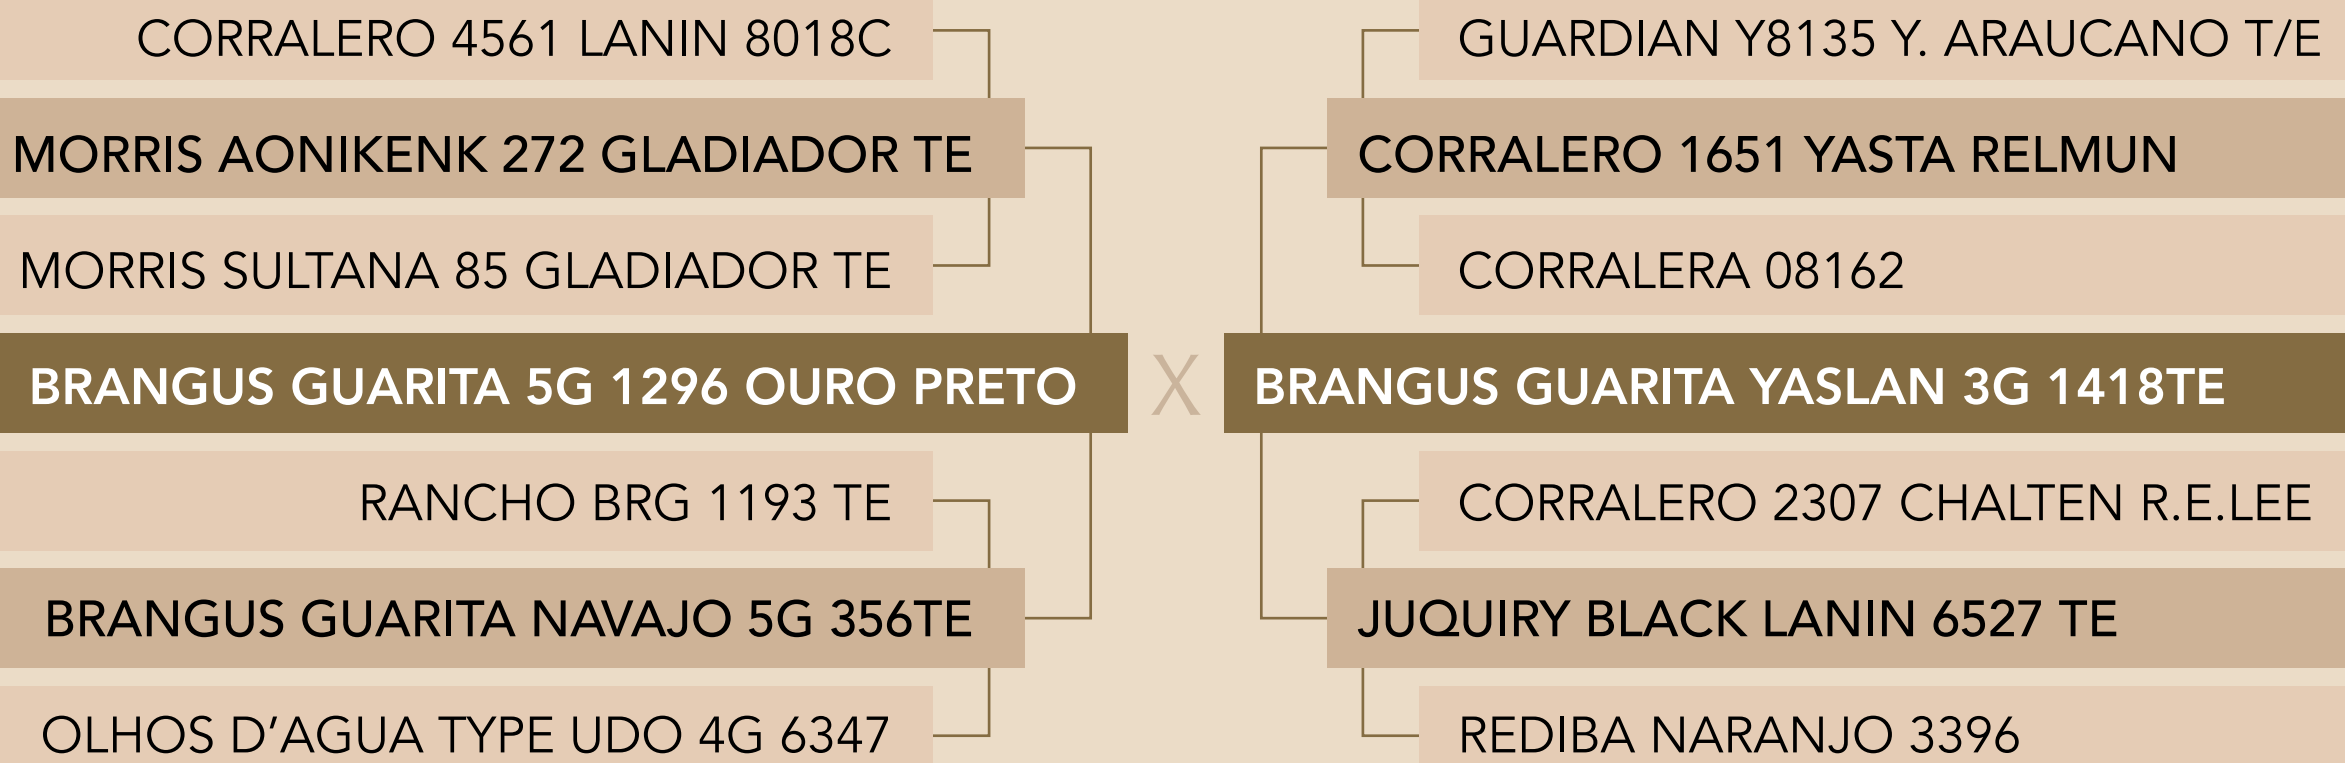 CORRALERO 4561 LANIN 8018C
MORRIS AONIKENK 272 GLADIADOR TE
MORRIS SULTANA 85 GLADIADOR TE
BRANGUS GUARITA 5G 1296 OURO PRETO
RANCHO BRG 1193 TE
BRANGUS GUARITA NAVAJO 5G 356TE
OLHOS D’AGUA TYPE UDO 4G 6347
X
GUARDIAN Y8135 Y. ARAUCANO T/E
CORRALERO 1651 YASTA RELMUN
CORRALERA 08162
BRANGUS GUARITA YASLAN 3G 1418TE
CORRALERO 2307 CHALTEN R.E.LEE
JUQUIRY BLACK LANIN 6527 TE
REDIBA NARANJO 3396